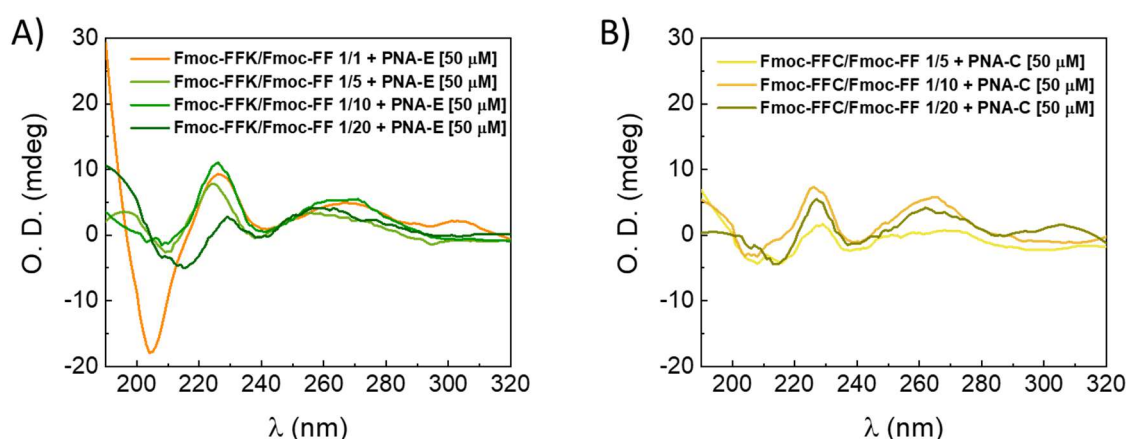 A)
30
20
10
0
-10
-20
O. D. (mdeg)
Fmoc-FFK/Fmoc-FF 1/1 + PNA-E [50 μM]
Fmoc-FFK/Fmoc-FF 1/5 + PNA-E [50 μM]
Fmoc-FFK/Fmoc-FF 1/10 + PNA-E [50 μM]
Fmoc-FFK/Fmoc-FF 1/20 + PNA-E [50 μM]
200 220 240 260 280 300 320
λ (nm)
B)
30
20
10
0
-10
-20
O. D. (mdeg)
Fmoc-FFC/Fmoc-FF 1/5 + PNA-C [50 μM]
Fmoc-FFC/Fmoc-FF 1/10 + PNA-C [50 μM]
Fmoc-FFC/Fmoc-FF 1/20 + PNA-C [50 μM]
200 220 240 260 280 300 320
λ (nm)